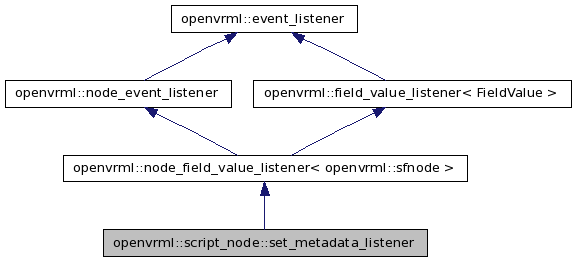 openvrml::event_listener
openvrml::node_event_listener
openvrml::field_value_listener< FieldValue >
openvrml::node_field_value_listener< openvrml::sfnode >
openvrml::script_node::set_metadata_listener